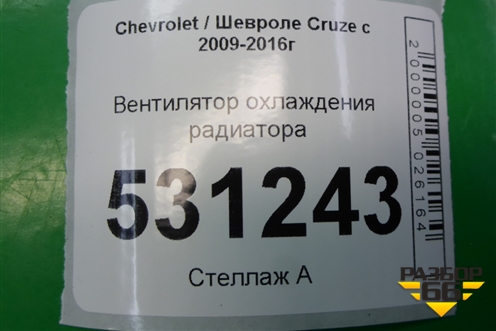 Chevrolet / Шевроле Cruze с
2009-2016г
Вентилятор охлаждения
радиатора
531243
Стеллаж А
2000005026164
РАЗБОР
66